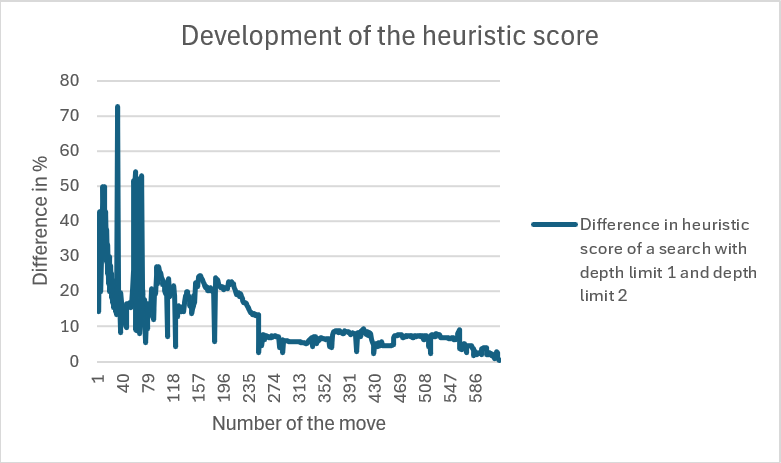 Development of the heuristic score
80
70
60
50
40
30
20
10
0
Difference in %
1 40 79 118 157 196 235 274 313 352 391 430 469 508 547 586
Number of the move
Difference in heuristic
score of a search with
depth limit 1 and depth
limit 2